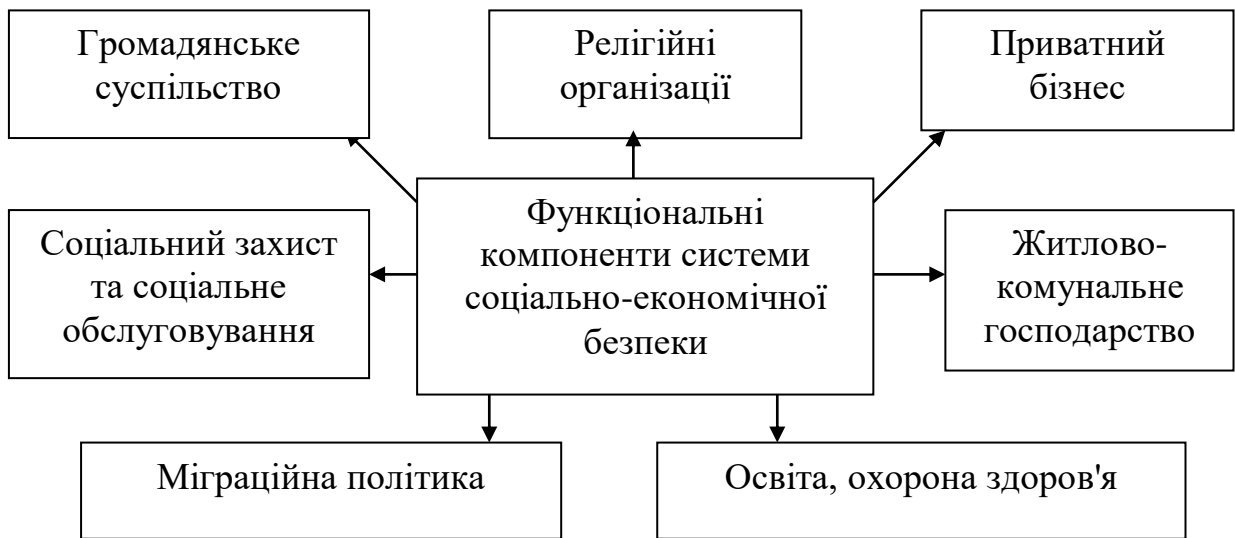 Громадянське
суспільство
Релігійні
організації
Приватний
бізнес
Соціальний захист
та соціальне
обслуговування
Функціональні
компоненти системи
соціально-економічної
безпеки
Житлово-
комунальне
господарство
Міграційна політика
Освіта, охорона здоров'я